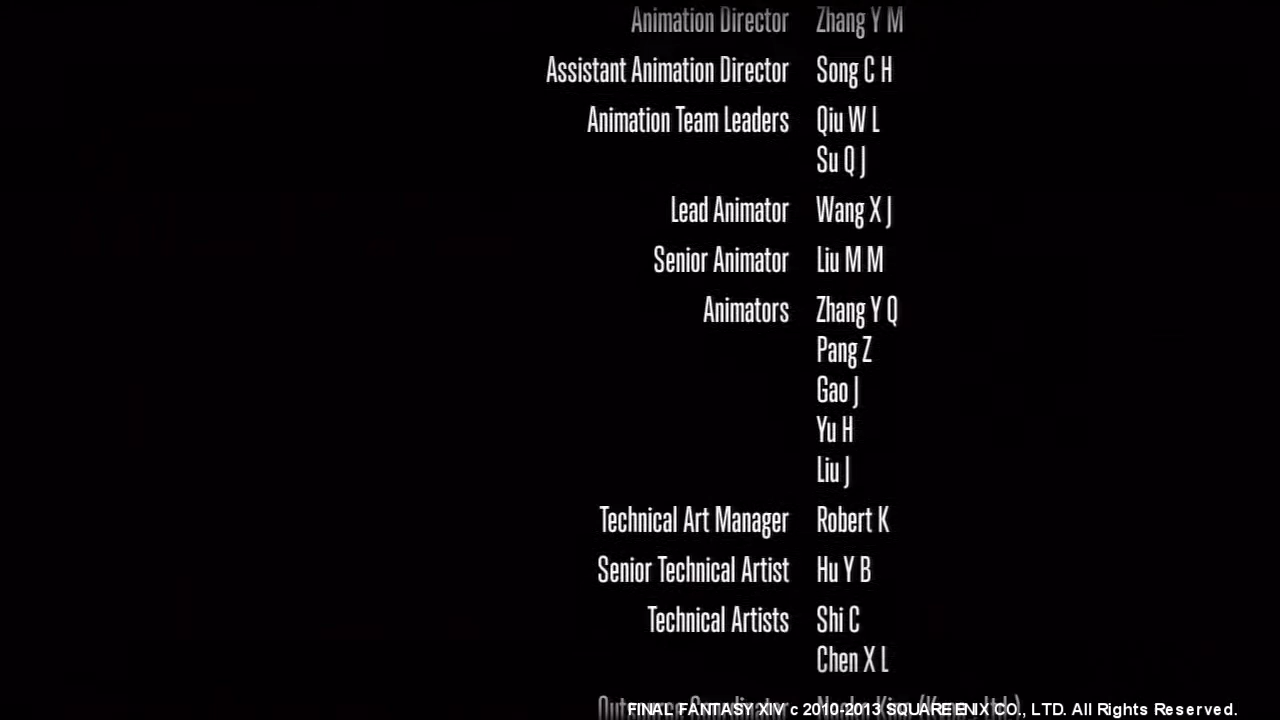 Animation Director Zhang Y M
Assistant Animation Director Song C H
Animation Team Leaders Qiu W L
Su Q J
Lead Animator Wang X J
Senior Animator Liu M M
Animators Zhang Y Q
Pang Z
Gao J
Yu H
Liu J
Technical Art Manager Robert K
Senior Technical Artist Hu Y B
Technical Artists Shi C
Chen X L
FINAL FANTASY XIV c 2010-2013 SQUARE ENIX CO., LTD. All Rights Reserved.